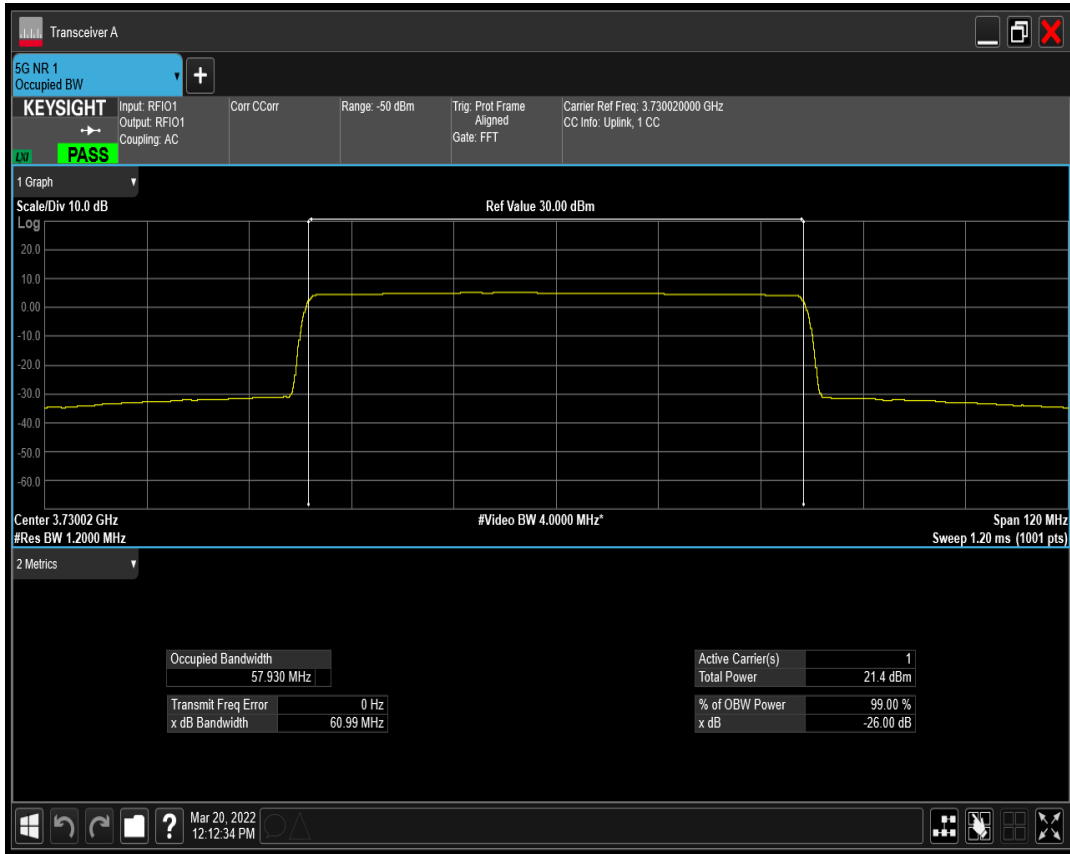 Transceiver A
5G NR 1
Occupied BW
+
KEYSIGHT
LXI
PASS
Input: RFIO1
Output: RFIO1
Coupling: AC
Corr CCorr
Range: -50 dBm
Trig: Prot Frame
Aligned
Gate: FFT
Carrier Ref Freq: 3.730020000 GHz
CC Info: Uplink, 1 CC
1 Graph
Scale/Div 10.0 dB
Ref Value 30.00 dBm
Log
20.0
10.0
0.00
-10.0
-20.0
-30.0
-40.0
-50.0
-60.0
Center 3.73002 GHz
#Video BW 4.0000 MHz*
Span 120 MHz
#Res BW 1.2000 MHz
Sweep 1.20 ms (1001 pts)
2 Metrics
Occupied Bandwidth
57.930 MHz
Transmit Freq Error 0 Hz
x dB Bandwidth 60.99 MHz
Active Carrier(s) 1
Total Power 21.4 dBm
% of OBW Power 99.00 %
x dB -26.00 dB
?
Mar 20, 2022
12:12:34 PM